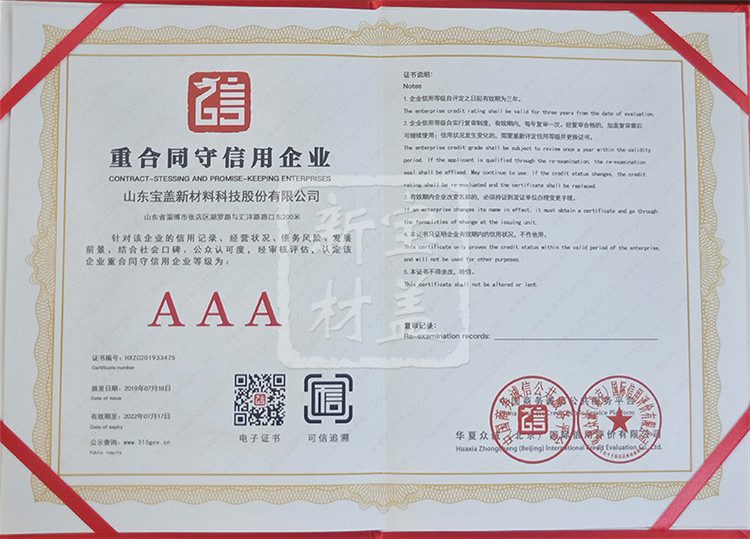 信
重合同守信用企业
CONTRACT-STESSING AND PROMISE-KEEPING ENTERPRISES
山东宝盖新材料科技股份有限公司
山东省淄博市张店区湖罗路与汇沣路路口东200米
针对该企业的信用记录、经营状况、债务风险、发展
前景、结合社会口碑、公众认可度,经审核评估,认定该
企业重合同守信用企业等级为:
AAA
证书编号:HXZC201933475
Certificate number
颁发日期:2019年07月18日
Date of issue
有效期至:2022年07月17日
Date of expiry
公示查询:www.315gov.cn
Public inquiry
电子证书
信
可信追溯
证书说明:
Notes
1.企业信用等级自评定之日起有效期为三年。
The enterprise credit rating shall be valid for three years from the date of evaluation.
2.企业信用等级自实行复审制度,有效期内,每年复审一次,经复审合格的,加盖复审章后
可继续使用;信用状况发生变化的,需要重新评定信用等级并更换证书。
The enterprise credit grade shall be subject to review once a year within the validity
period. If the applicant is qualified through the re-examination, the re-examination
seal shall be affixed, May continue to use. If the credit status changes, the credit
rating shall be re-evaluated and the certificate shall be replaced.
3.有效期内企业改变名称的,必须持证到发证单位办理变更手续。
If an enterprise changes its name in effect, it must obtain a certificate and go through
the formalities of change at the issuing unit.
4.本证书只证明企业有效期内的信用状况,不作他用。
This certificate only proves the credit status within the valid period of the enterprise,
and will not be used for other purposes.
5.本证书不得涂改,转借。
This certificate shall not be altered or lent.
复审记录:
Re-examination records:
中国商务诚信公共服务平台
Service Platform
华夏众诚(北京)国际信用评价有限公司
Huaxia Zhongcheng (Beijing) International Credit Evaluation Co., Ltd.
宝盖
新材